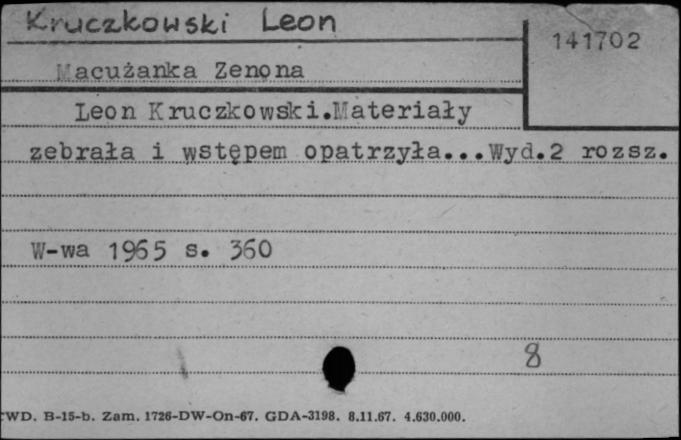 Kruczkowski Leon
141702
Macużanka Zenona
Leon Kruczkowski.Materiały
zebrała i wstępem opatrzyła...Wyd.2 rozsz.
W-wa 1965 s. 360
8
CWD. B-15-b. Zam. 1726-DW-On-67. GDA-3198. 8.11.67. 4.630.000.